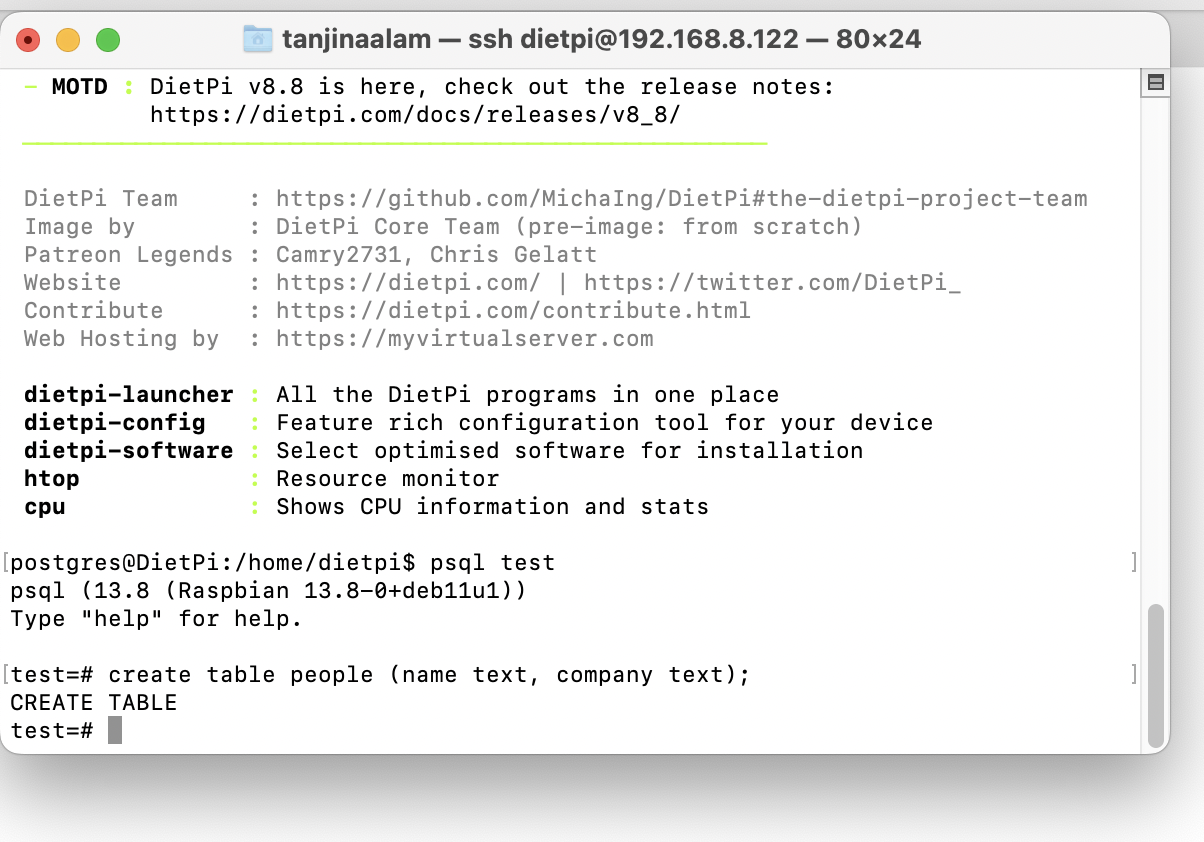 tanjinaalam — ssh dietpi@192.168.8.122 — 80×24
- MOTD : DietPi v8.8 is here, check out the release notes:
https://dietpi.com/docs/releases/v8_8/
DietPi Team : https://github.com/MichaIng/DietPi#the-dietpi-project-team
Image by : DietPi Core Team (pre-image: from scratch)
Patreon Legends : Camry2731, Chris Gelatt
Website : https://dietpi.com/ | https://twitter.com/DietPi_
Contribute : https://dietpi.com/contribute.html
Web Hosting by : https://myvirtualserver.com
dietpi-launcher : All the DietPi programs in one place
dietpi-config : Feature rich configuration tool for your device
dietpi-software : Select optimised software for installation
htop : Resource monitor
cpu : Shows CPU information and stats
[postgres@DietPi:/home/dietpi$ psql test ]
psql (13.8 (Raspbian 13.8-0+deb11u1))
Type "help" for help.
[test=# create table people (name text, company text); ]
CREATE TABLE
test=#